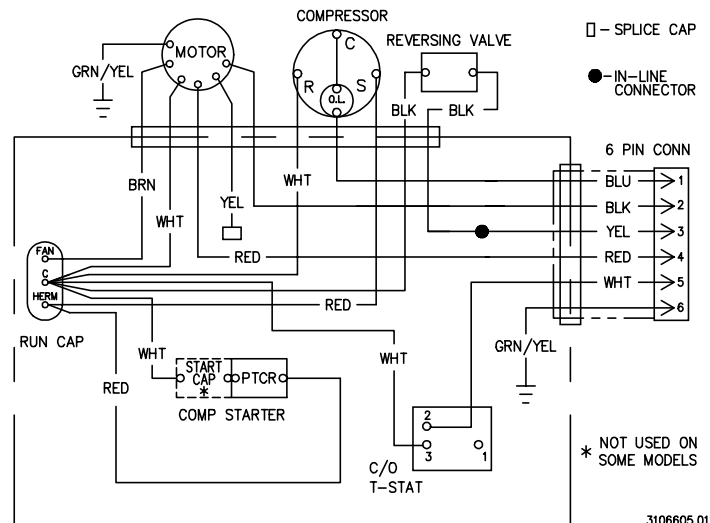 COMPRESSOR
□ - SPLICE CAP
MOTOR
C
REVERSING VALVE
GRN/YEL
R
S
O.L.
●-IN-LINE
CONNECTOR
BLK
BLK
6 PIN CONN
BRN
WHT
WHT
YEL
BLU
1
BLK
2
YEL
3
RED
RED
4
WHT
5
6
FAN
C
HERM
RED
RUN CAP
GRN/YEL
WHT
WHT
RED
START
CAP
*
PTCR
COMP STARTER
2
3
1
C/O
T-STAT
* NOT USED ON
SOME MODELS
3106605.01